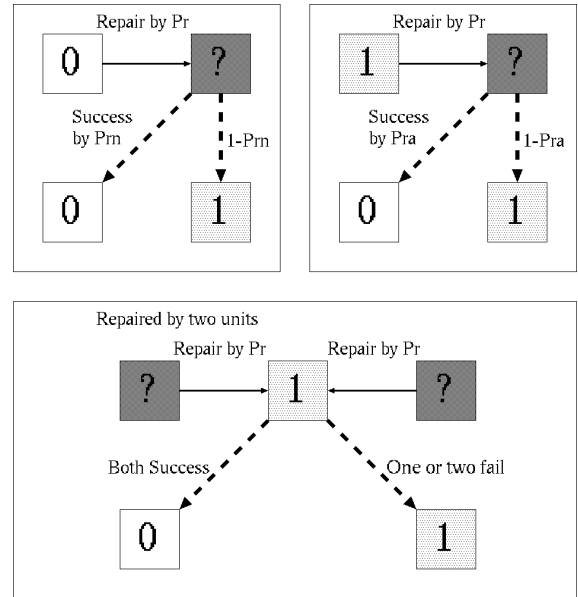 Repair by Pr
0
?
Success
by Prn
1-Prn
0
1
Repair by Pr
1
?
Success
by Pra
1-Pra
0
1
Repaired by two units
Repair by Pr
Repair by Pr
?
1
?
Both Success
One or two fail
0
1